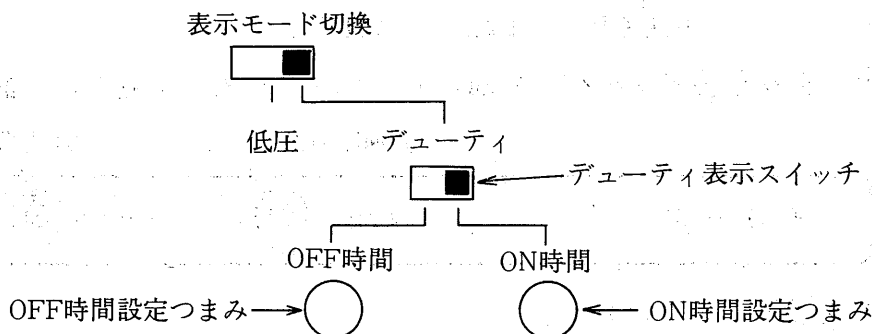 表示モード切換
低圧
デューティ
デューティ表示スイッチ
OFF時間
ON時間
OFF時間設定つまみ
ON時間設定つまみ